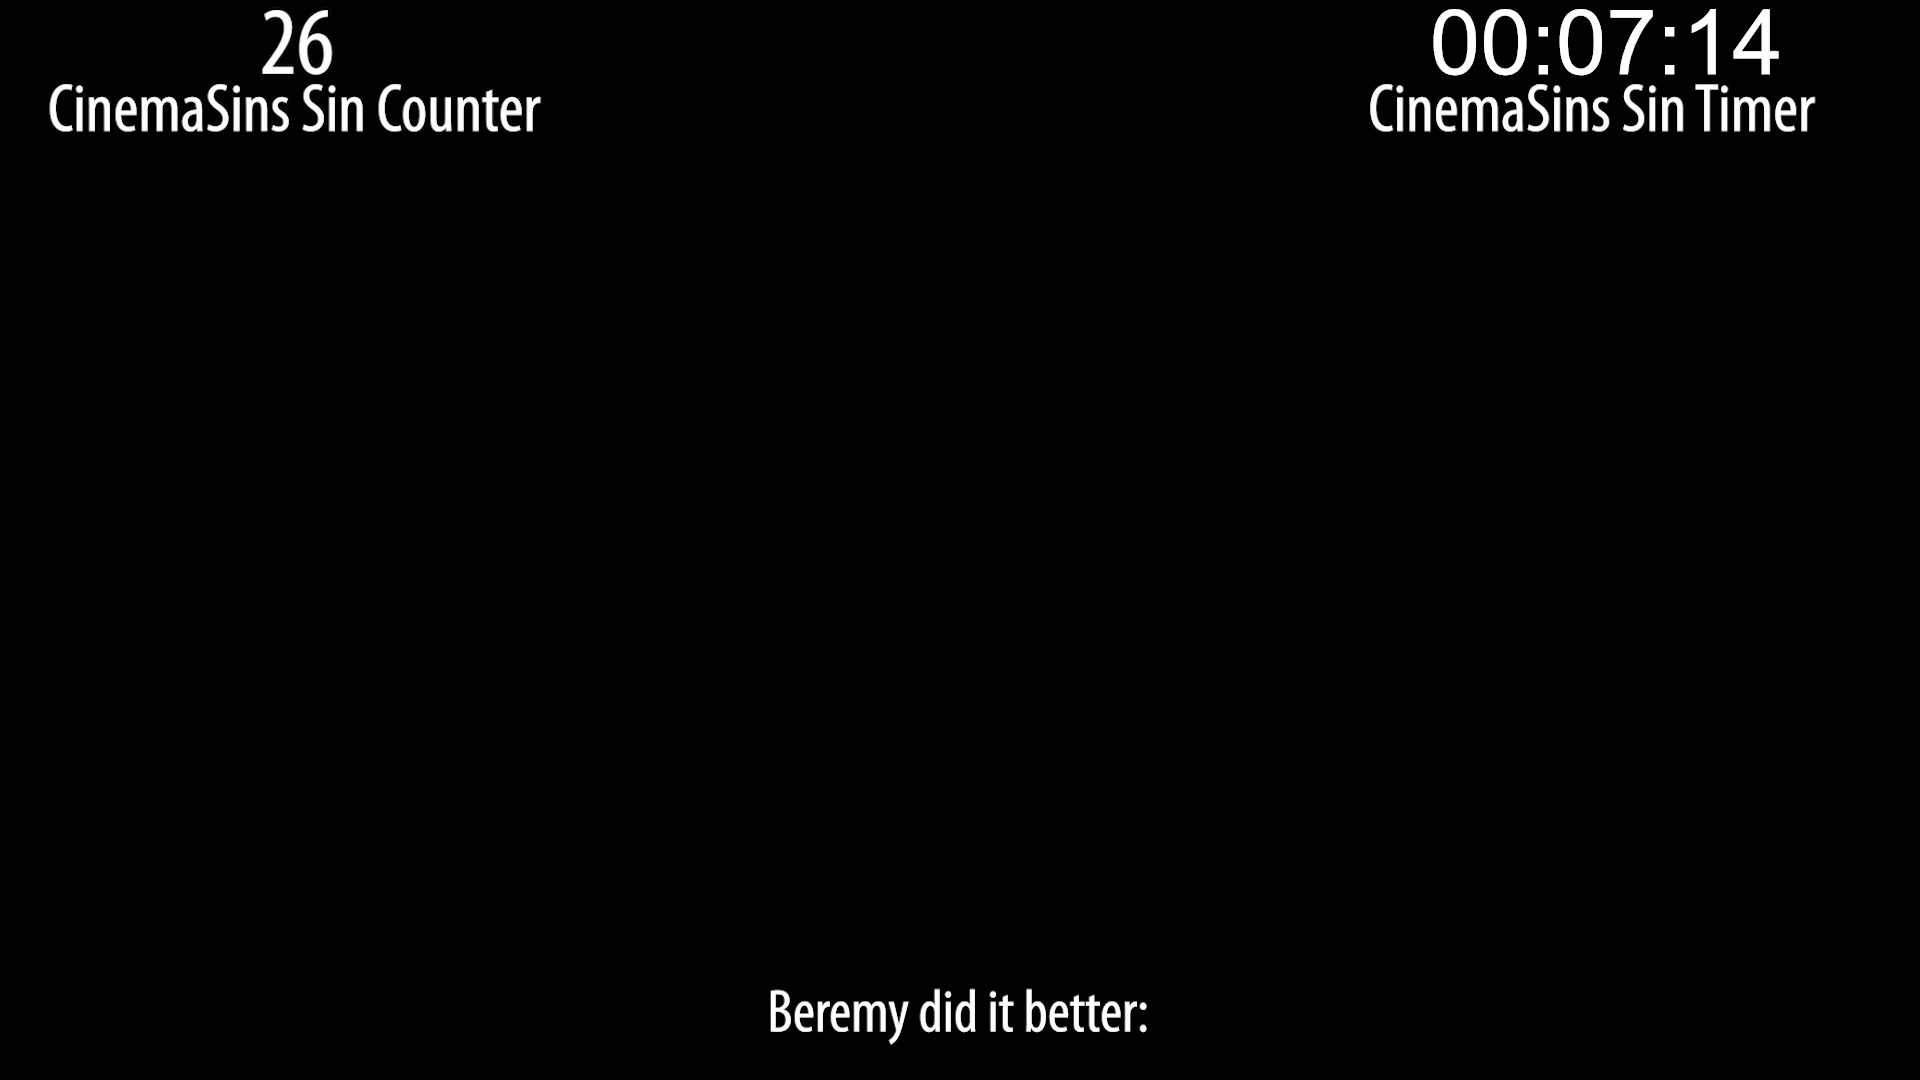 26
CinemaSins Sin Counter
00:07:14
CinemaSins Sin Timer
Beremy did it better: